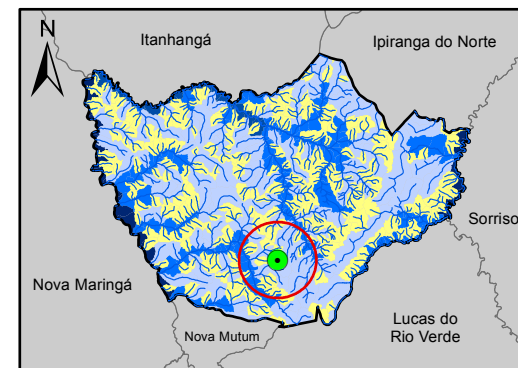 N
Itanhangá
Ipiranga do Norte
Sorriso
Nova Maringá
Lucas do
Rio Verde
Nova Mutum